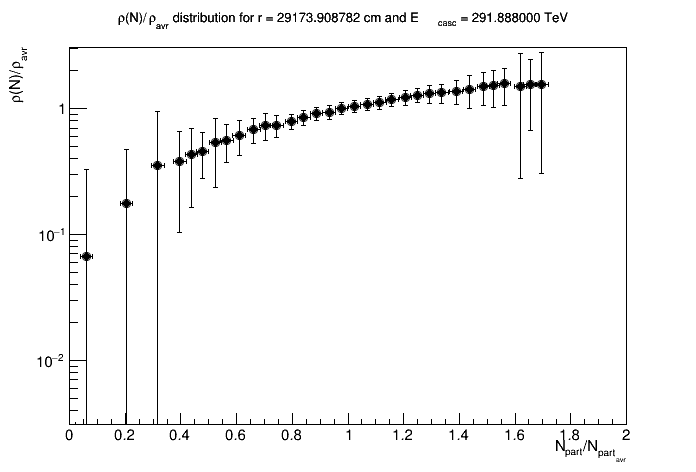 ρ(N)/ρavr distribution for r = 29173.908782 cm and E casc = 291.888000 TeV
ρ(N)/ρavr
1
10−1
10−2
0 0.2 0.4 0.6 0.8 1 1.2 1.4 1.6 1.8 2
Npart/Npartavr